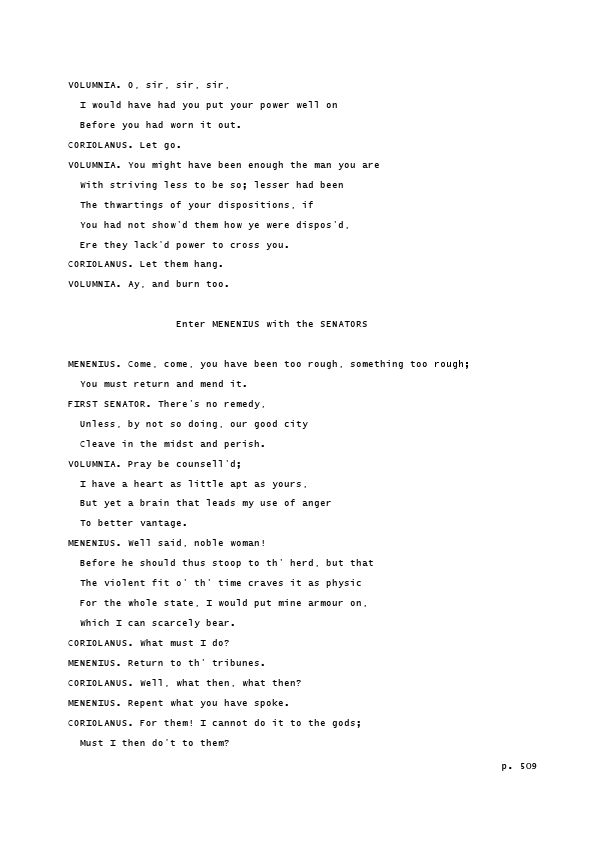 VOLUMNIA. O, sir, sir, sir,
I would have had you put your power well on
Before you had worn it out.
CORIOLANUS. Let go.
VOLUMNIA. You might have been enough the man you are
With striving less to be so; lesser had been
The thwartings of your dispositions, if
You had not show'd them how ye were dispos'd,
Ere they lack'd power to cross you.
CORIOLANUS. Let them hang.
VOLUMNIA. Ay, and burn too.
Enter MENENIUS with the SENATORS
MENENIUS. Come, come, you have been too rough, something too rough;
You must return and mend it.
FIRST SENATOR. There's no remedy,
Unless, by not so doing, our good city
Cleave in the midst and perish.
VOLUMNIA. Pray be counsell'd;
I have a heart as little apt as yours,
But yet a brain that leads my use of anger
To better vantage.
MENENIUS. Well said, noble woman!
Before he should thus stoop to th' herd, but that
The violent fit o' th' time craves it as physic
For the whole state, I would put mine armour on,
Which I can scarcely bear.
CORIOLANUS. What must I do?
MENENIUS. Return to th' tribunes.
CORIOLANUS. Well, what then, what then?
MENENIUS. Repent what you have spoke.
CORIOLANUS. For them! I cannot do it to the gods;
Must I then do't to them?
p. 509